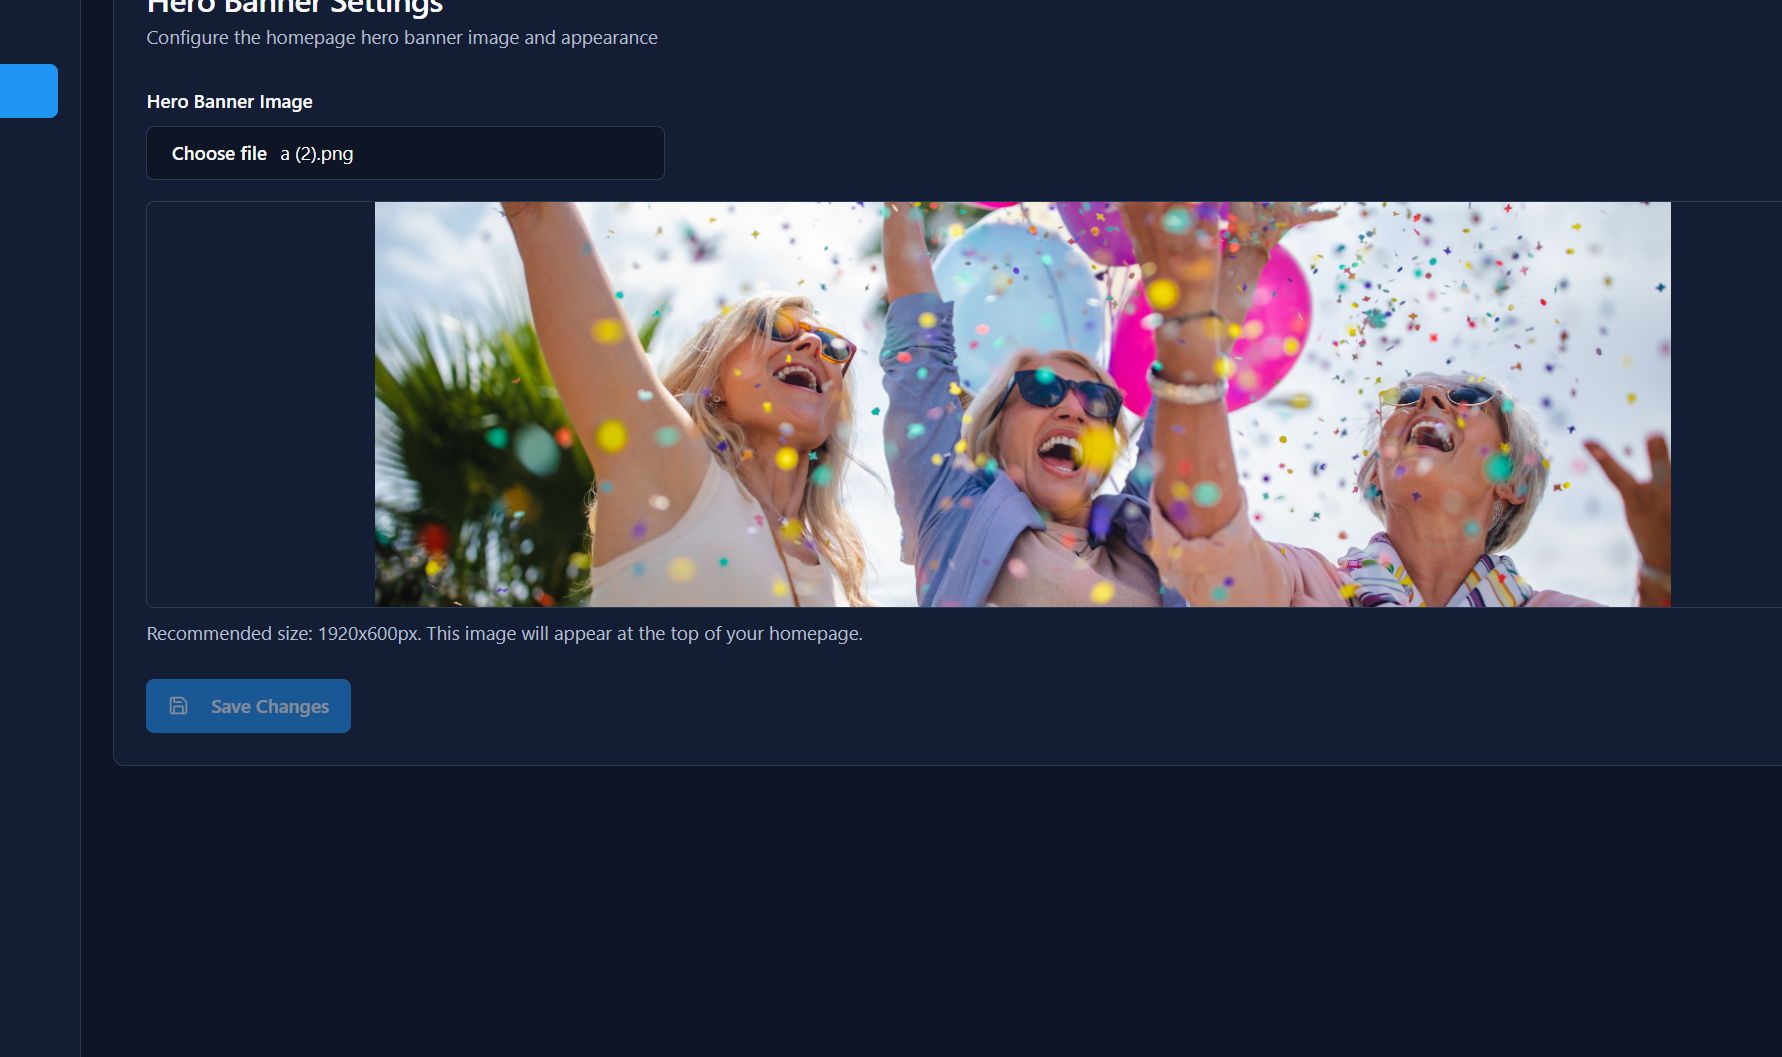 Hero Banner Settings
Configure the homepage hero banner image and appearance
Hero Banner Image
Choose file a (2).png
Recommended size: 1920x600px. This image will appear at the top of your homepage.
Save Changes